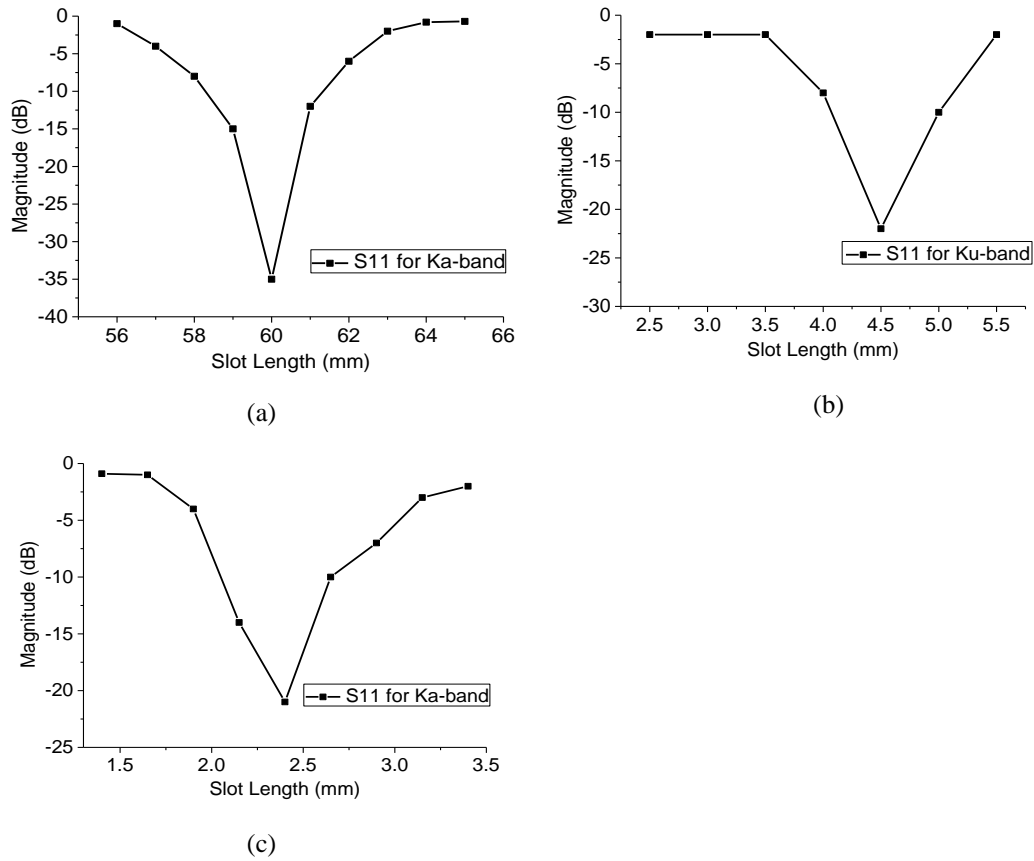 0
-5
-10
-15
-20
-25
-30
-35
-40
Magnitude (dB)
S11 for Ka-band
56 58 60 62 64 66
Slot Length (mm)
(a)
0
-5
-10
-15
-20
-25
-30
Magnitude (dB)
S11 for Ku-band
2.5 3.0 3.5 4.0 4.5 5.0 5.5
Slot Length (mm)
(b)
0
-5
-10
-15
-20
-25
Magnitude (dB)
S11 for Ka-band
1.5 2.0 2.5 3.0 3.5
Slot Length (mm)
(c)